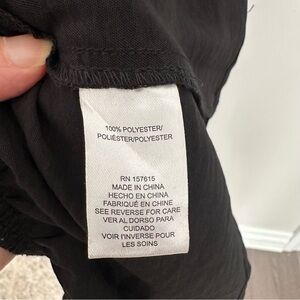 100% POLYESTER/
POLIÉSTER/POLYESTER
RN 157615
MADE IN CHINA
HECHO EN CHINA
FABRIQUÉ EN CHINE
SEE REVERSE FOR CARE
VER AL DORSO PARA
EL CUIDADO
VOIR l'INVERSE POUR
LES SOINS